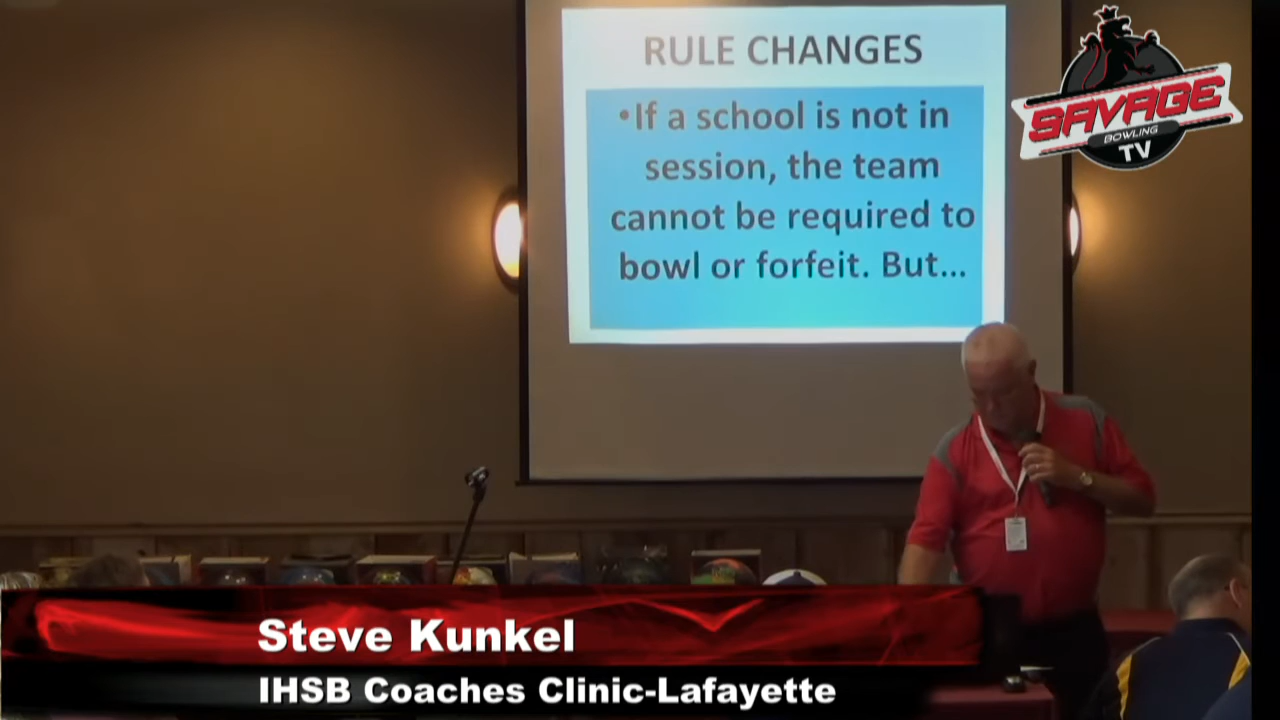 RULE CHANGES
•If a school is not in
session, the team
cannot be required to
bowl or forfeit. But...
SAVAGE
BOWLING
TV
Steve Kunkel
IHSB Coaches Clinic-Lafayette